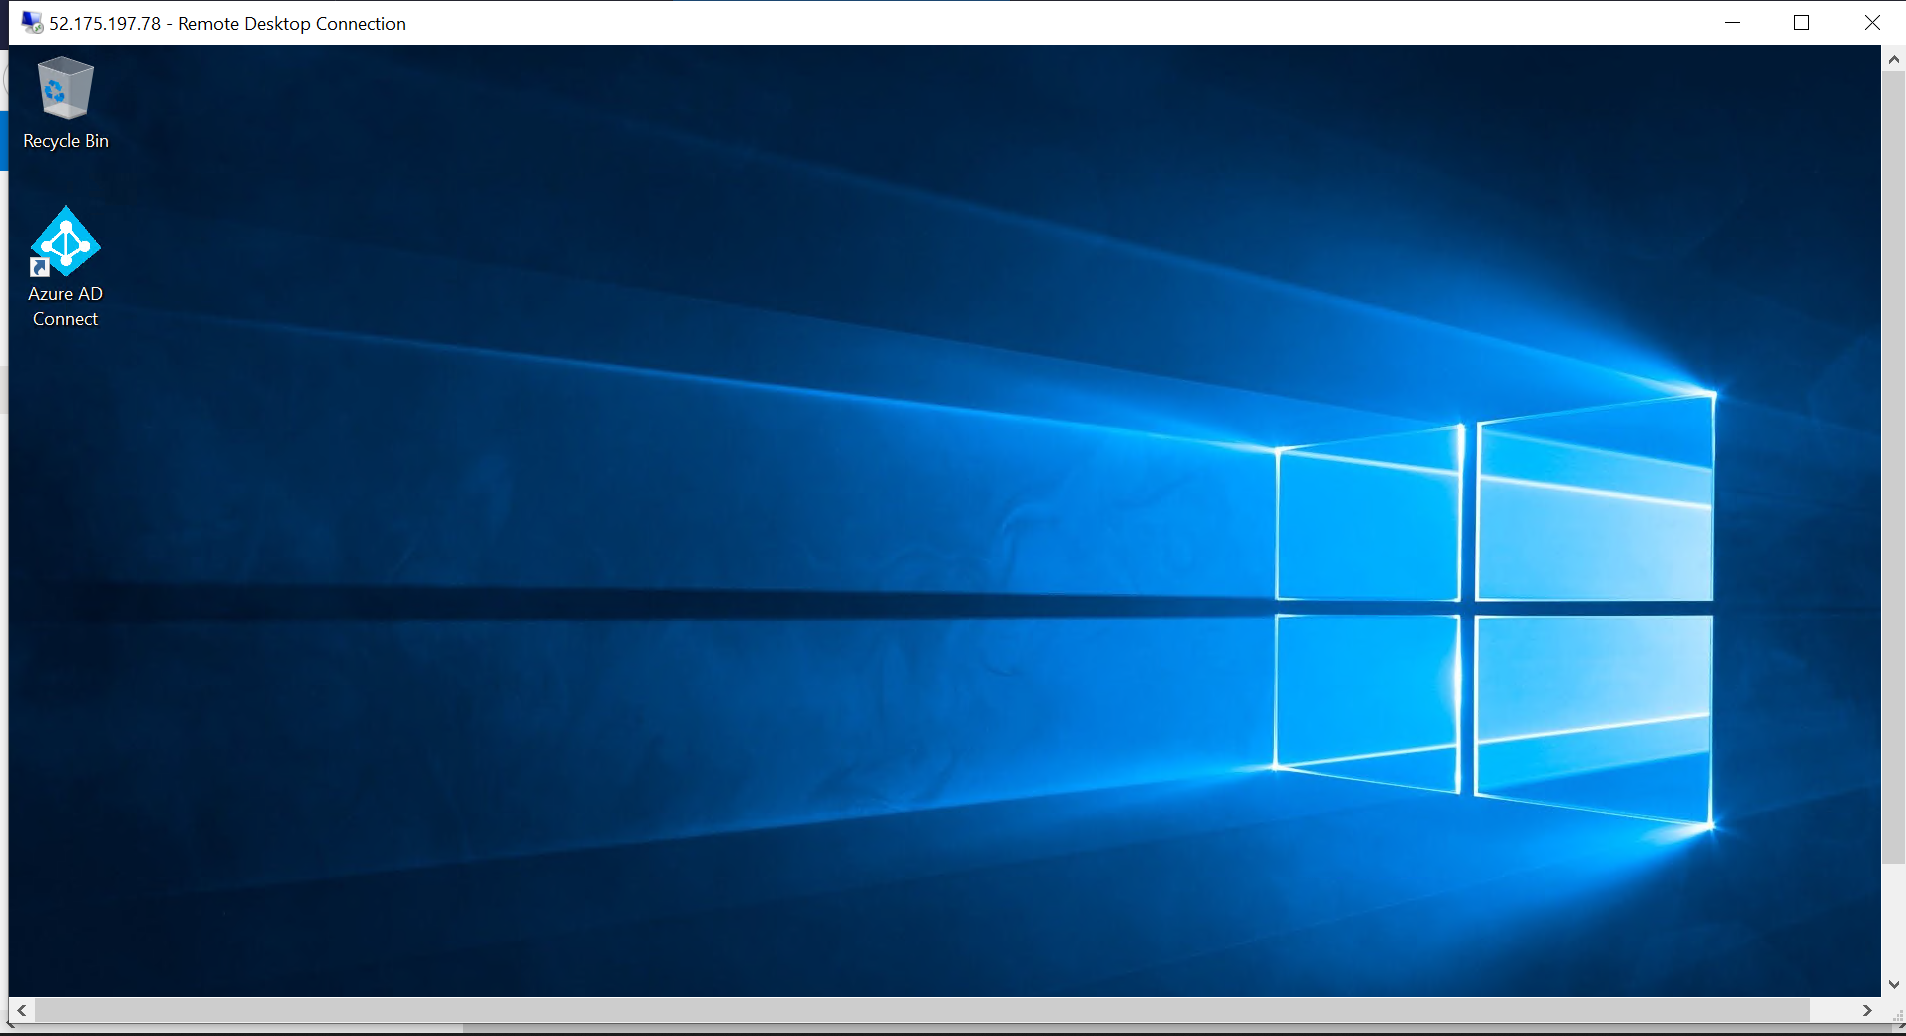 52.175.197.78 - Remote Desktop Connection
Recycle Bin
Azure AD
Connect